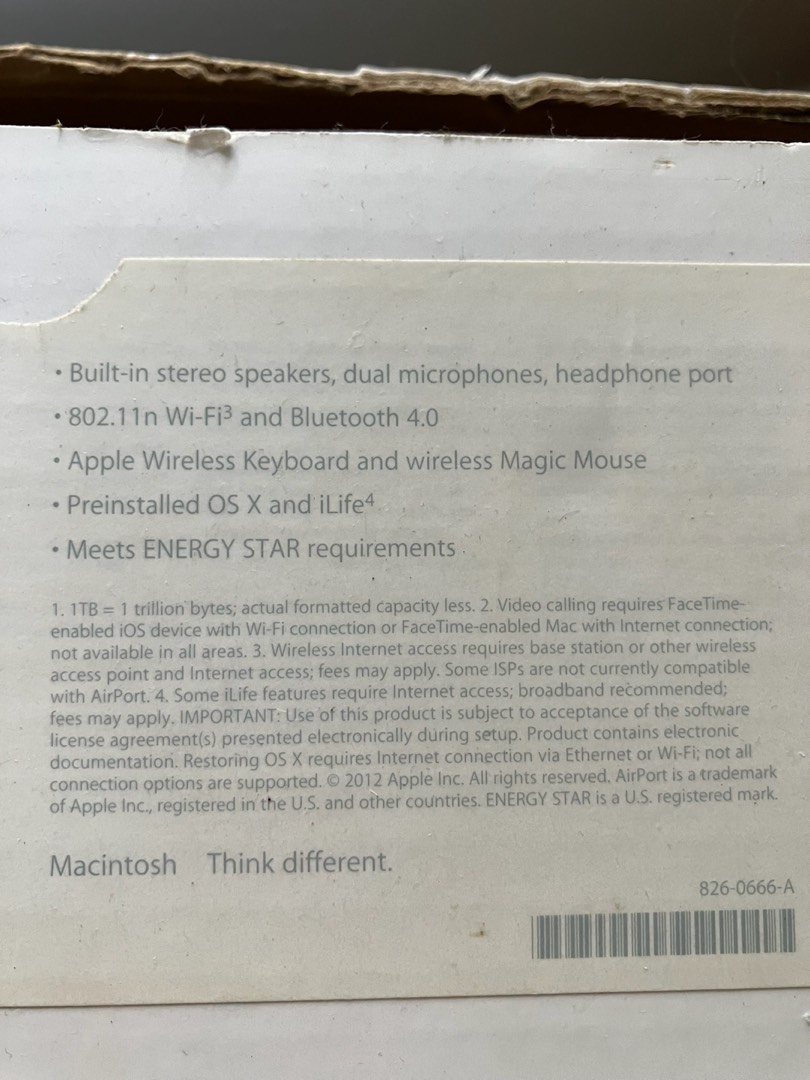 • Built-in stereo speakers, dual microphones, headphone port
• 802.11n Wi-Fi³ and Bluetooth 4.0
• Apple Wireless Keyboard and wireless Magic Mouse
• Preinstalled OS X and iLife⁴
• Meets ENERGY STAR requirements
1. 1TB = 1 trillion bytes; actual formatted capacity less. 2. Video calling requires FaceTime-
enabled iOS device with Wi-Fi connection or FaceTime-enabled Mac with Internet connection;
not available in all areas. 3. Wireless Internet access requires base station or other wireless
access point and Internet access; fees may apply. Some ISPs are not currently compatible
with AirPort. 4. Some iLife features require Internet access; broadband recommended;
fees may apply. IMPORTANT: Use of this product is subject to acceptance of the software
license agreement(s) presented electronically during setup. Product contains electronic
documentation. Restoring OS X requires Internet connection via Ethernet or Wi-Fi; not all
connection options are supported. © 2012 Apple Inc. All rights reserved. AirPort is a trademark
of Apple Inc., registered in the U.S. and other countries. ENERGY STAR is a U.S. registered mark.
Macintosh Think different.
826-0666-A